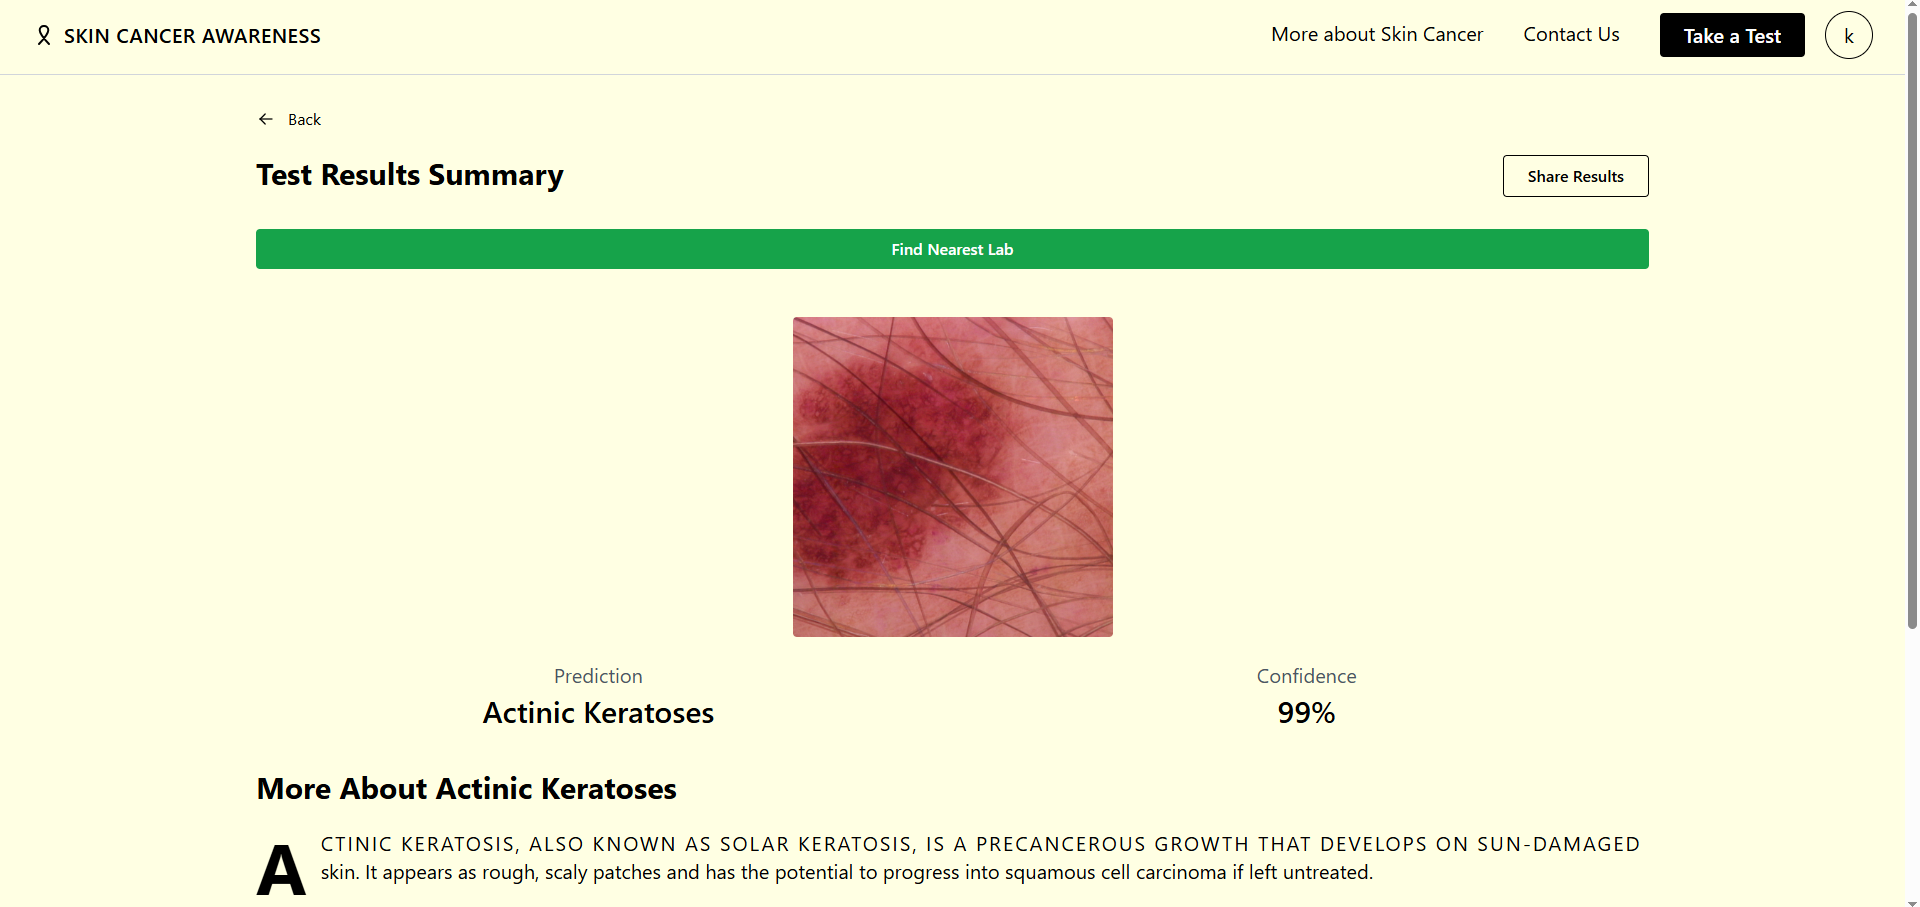 SKIN CANCER AWARENESS
More about Skin Cancer
Contact Us
Take a Test
k
Back
Test Results Summary
Share Results
Find Nearest Lab
Prediction
Confidence
Actinic Keratoses
99%
More About Actinic Keratoses
ACTINIC KERATOSIS, ALSO KNOWN AS SOLAR KERATOSIS, IS A PRECANCEROUS GROWTH THAT DEVELOPS ON SUN-DAMAGED
skin. It appears as rough, scaly patches and has the potential to progress into squamous cell carcinoma if left untreated.